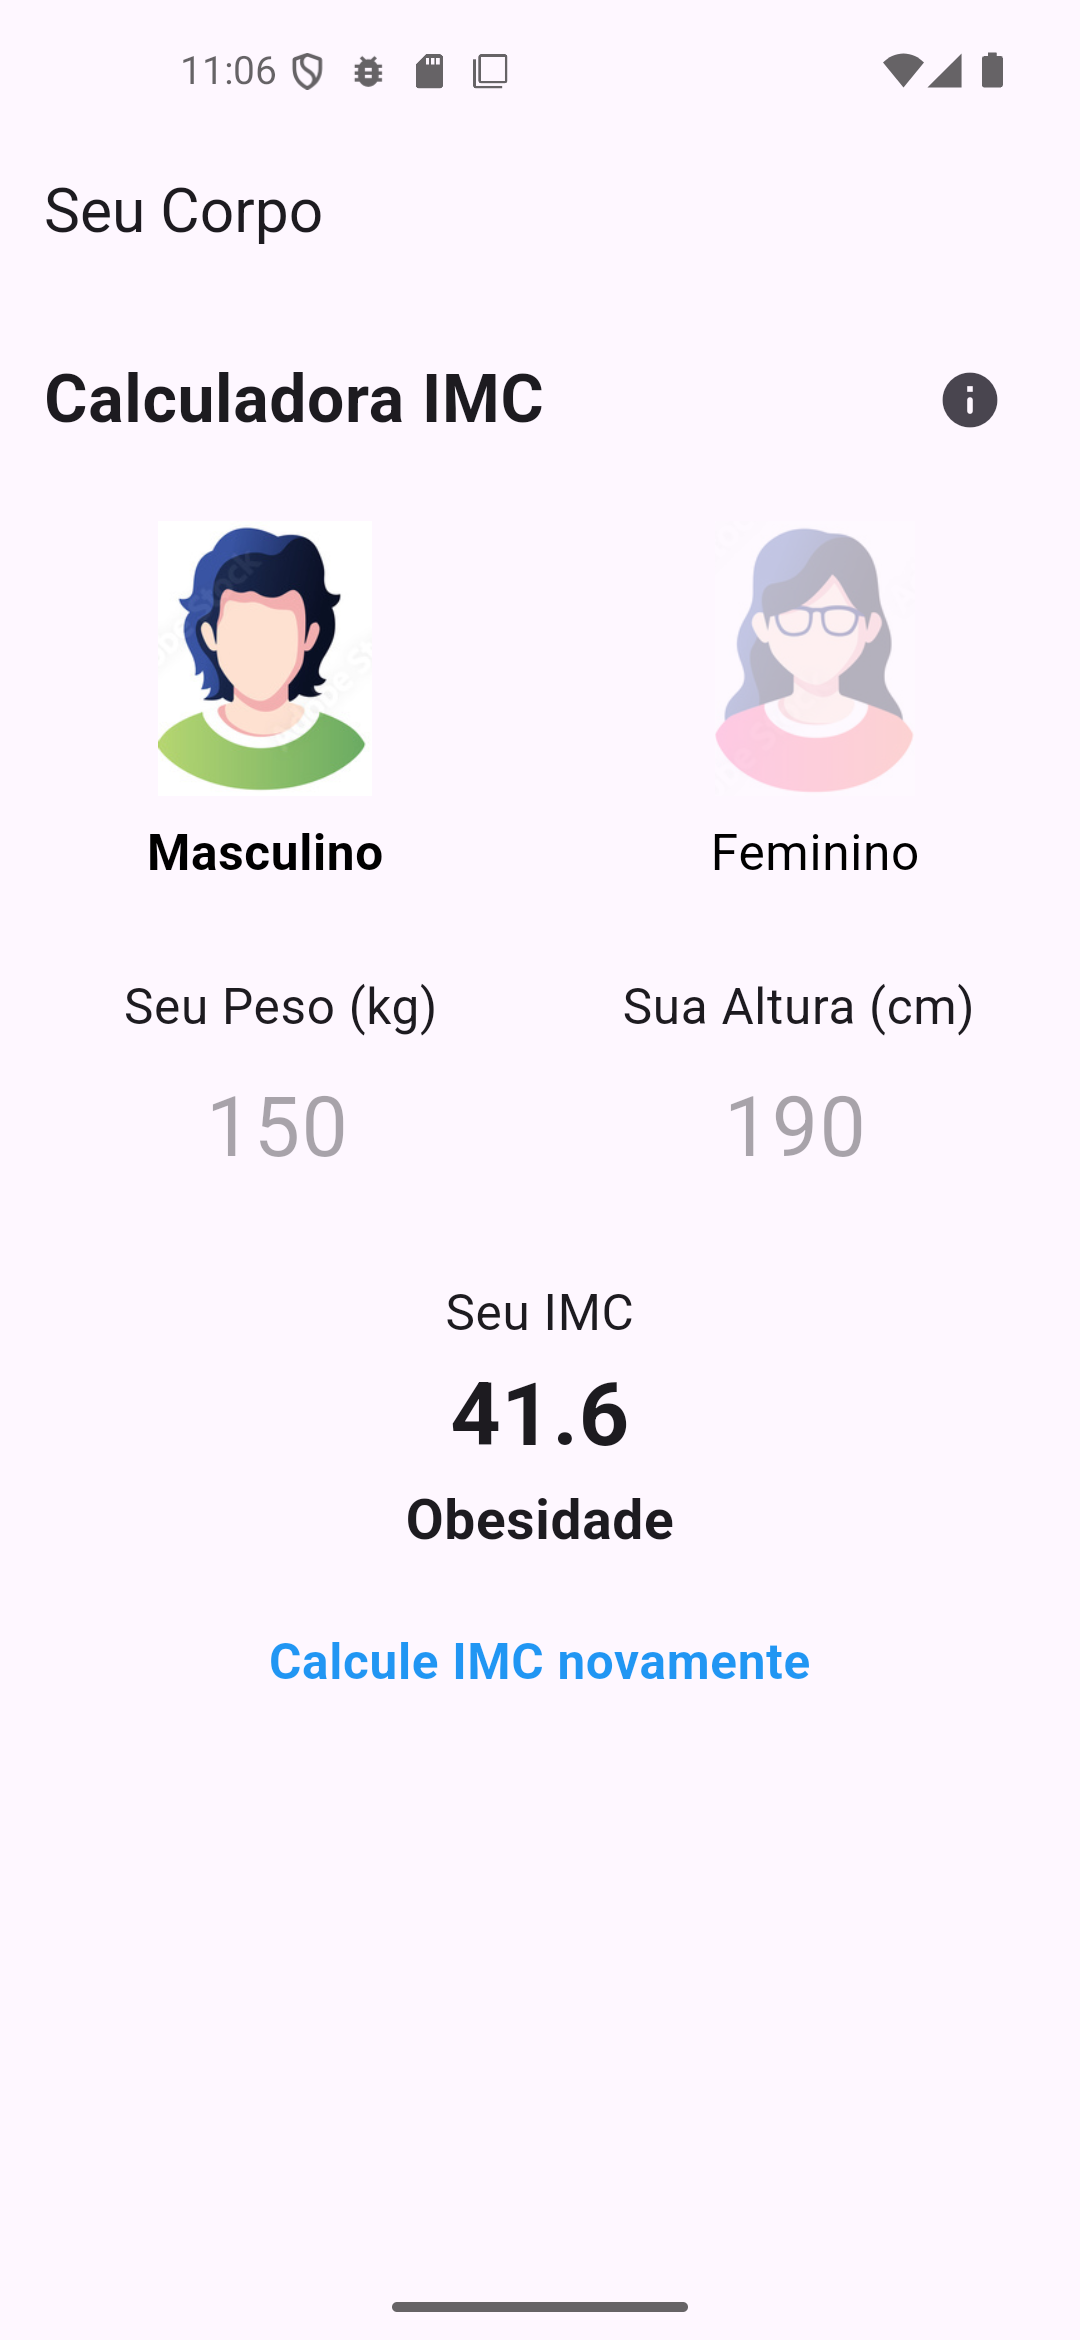 11:06
Seu Corpo
Calculadora IMC
Masculino
Feminino
Seu Peso (kg)
Sua Altura (cm)
150
190
Seu IMC
41.6
Obesidade
Calcule IMC novamente